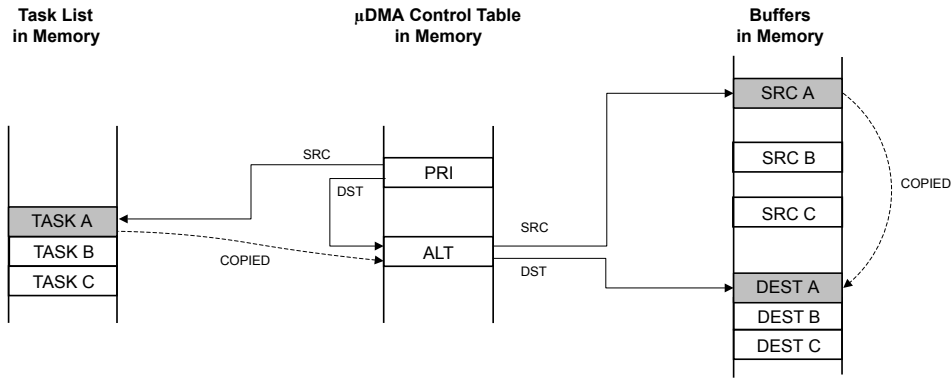 Task List
in Memory
μDMA Control Table
in Memory
Buffers
in Memory
SRC A
SRC B
SRC C
DEST A
DEST B
DEST C
COPIED
PRI
ALT
SRC
DST
SRC
DST
TASK A
TASK B
TASK C
COPIED